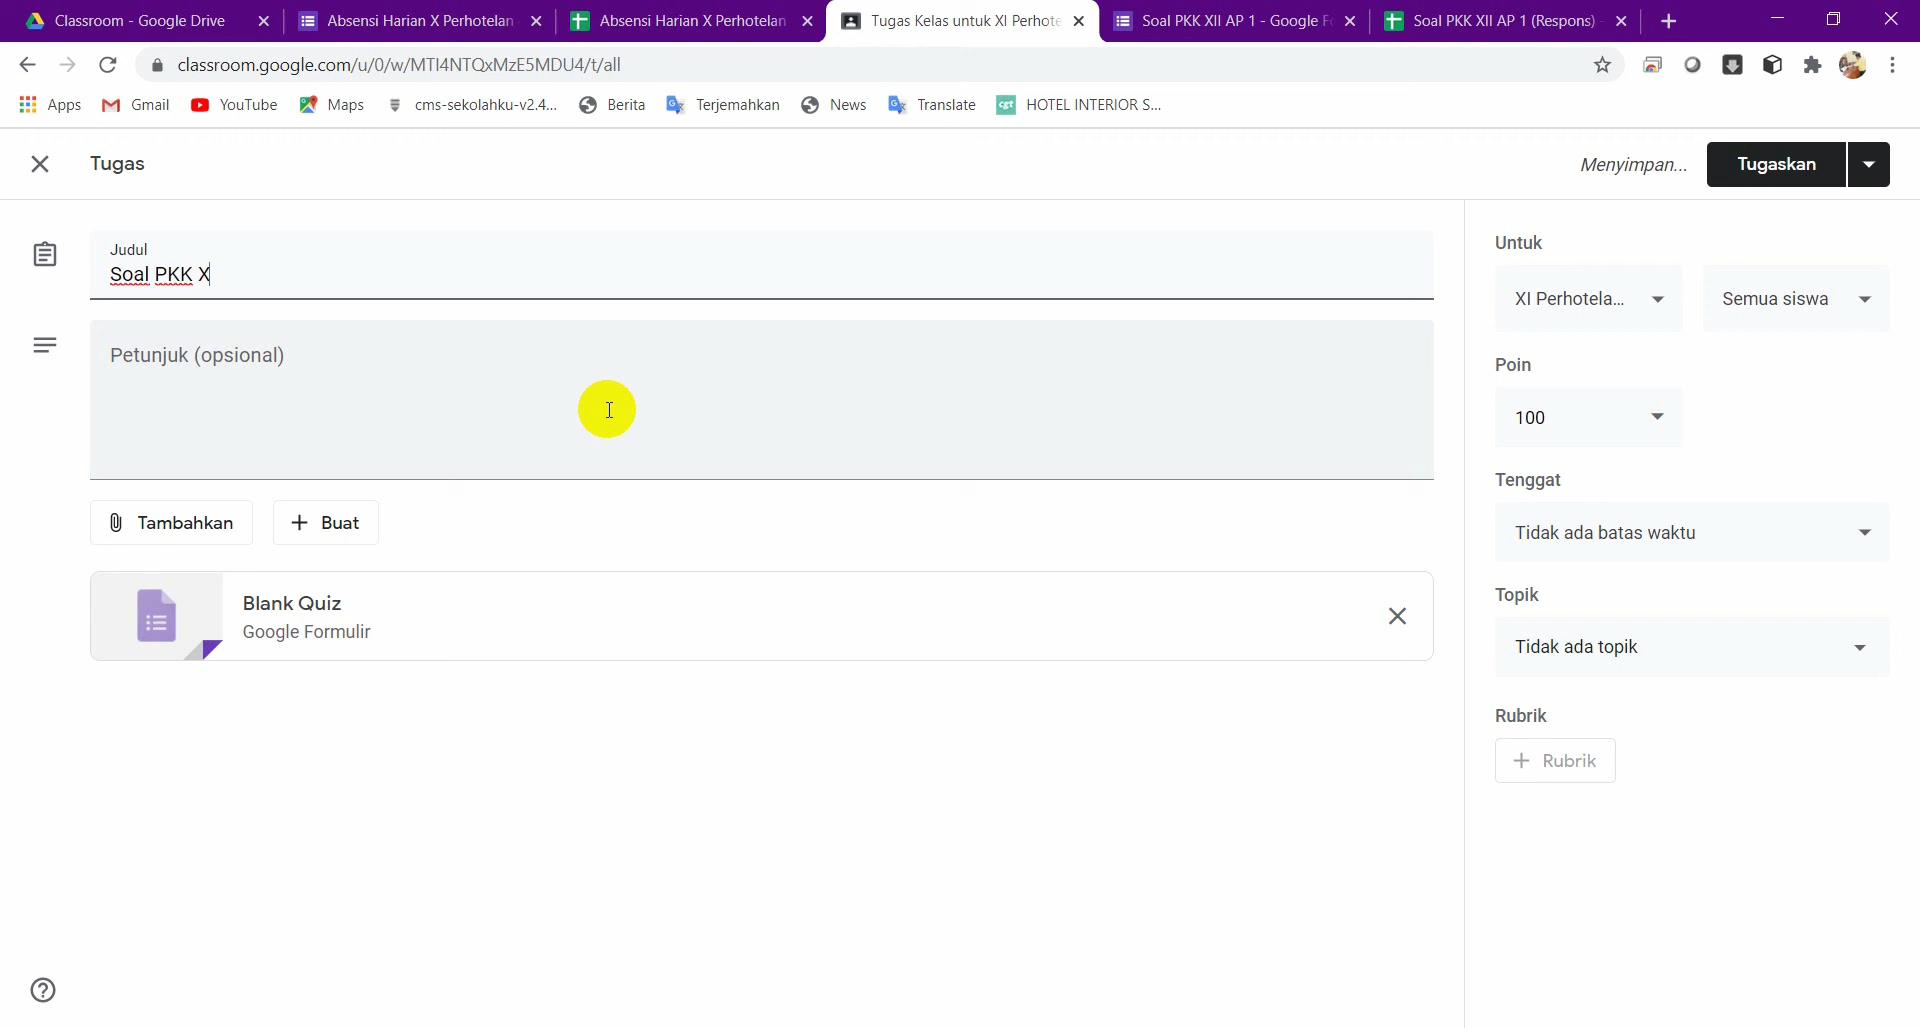 Classroom - Google Drive
Absensi Harian X Perhotelan
Absensi Harian X Perhotelan
Tugas Kelas untuk XI Perhote
Soal PKK XII AP 1 - Google Fo
Soal PKK XII AP 1 (Respons) -
classroom.google.com/u/0/w/MTI4NTQxMzE5MDU4/t/all
Apps
Gmail
YouTube
Maps
cms-sekolahku-v2.4...
Berita
Terjemahkan
News
Translate
cgt
HOTEL INTERIOR S...
Tugas
Menyimpan...
Tugaskan
Judul
Soal PKK X
Petunjuk (opsional)
Tambahkan
Buat
Blank Quiz
Google Formulir
Untuk
XI Perhotela...
Semua siswa
Poin
100
Tenggat
Tidak ada batas waktu
Topik
Tidak ada topik
Rubrik
+ Rubrik